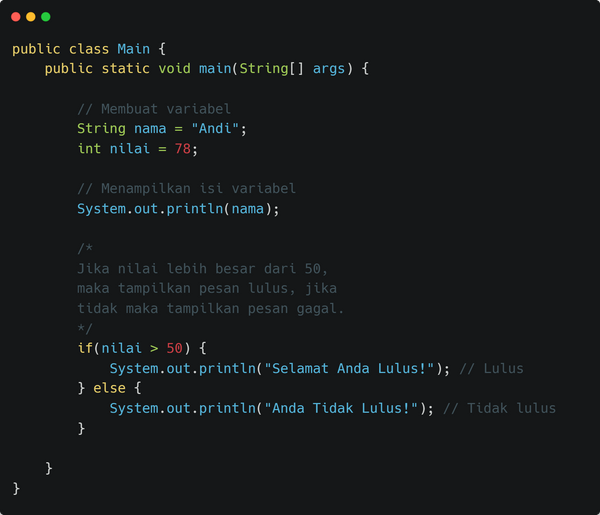 public class Main {
    public static void main(String[] args) {

        // Membuat variabel
        String nama = "Andi";
        int nilai = 78;

        // Menampilkan isi variabel
        System.out.println(nama);

        /*
        Jika nilai lebih besar dari 50,
        maka tampilkan pesan lulus, jika
        tidak maka tampilkan pesan gagal.
        */
        if(nilai > 50) {
            System.out.println("Selamat Anda Lulus!"); // Lulus
        } else {
            System.out.println("Anda Tidak Lulus!"); // Tidak lulus
        }

    }
}